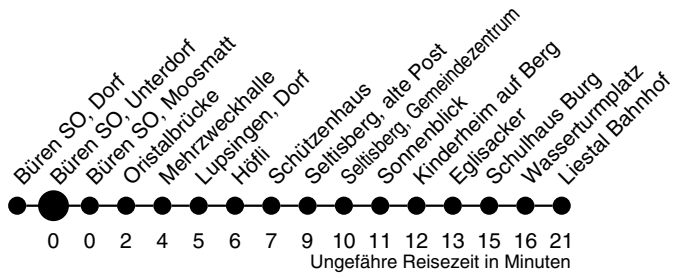 Büren SO, Dorf
Büren SO, Unterdorf
Büren SO, Moosmatt
Oristalbrücke
Mehrzweckhalle
Lupsingen, Dorf
Höfli
Schützenhaus
Seltisberg, alte Post
Seltisberg, Gemeindezentrum
Sonnenblick
Kinderheim auf Berg
Eglisacker
Schulhaus Burg
Wasserturmplatz
Liestal Bahnhof
0 0 2 4 5 6 7 9 10 11 12 13 15 16 21
Ungefähre Reisezeit in Minuten